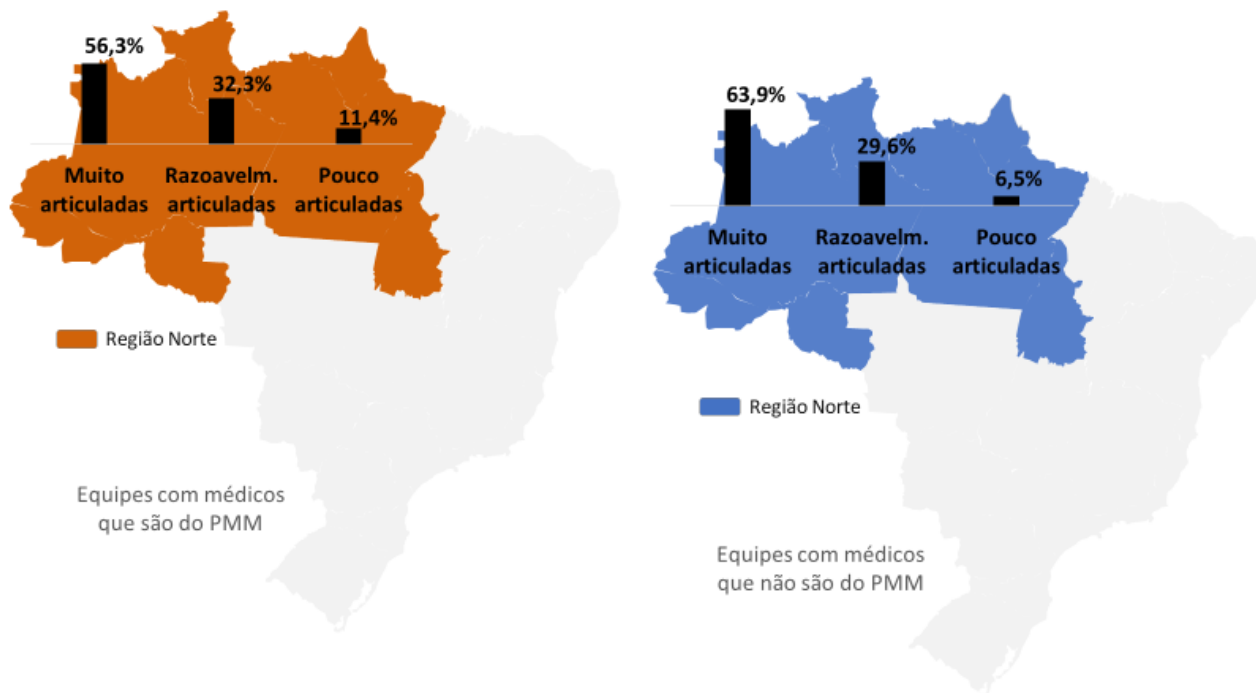 56,3%
32,3%
11,4%
Muito
articuladas
Razoavelm.
articuladas
Pouco
articuladas
Região Norte
Equipes com médicos
que são do PMM
63,9%
29,6%
6,5%
Muito
articuladas
Razoavelm.
articuladas
Pouco
articuladas
Região Norte
Equipes com médicos
que não são do PMM